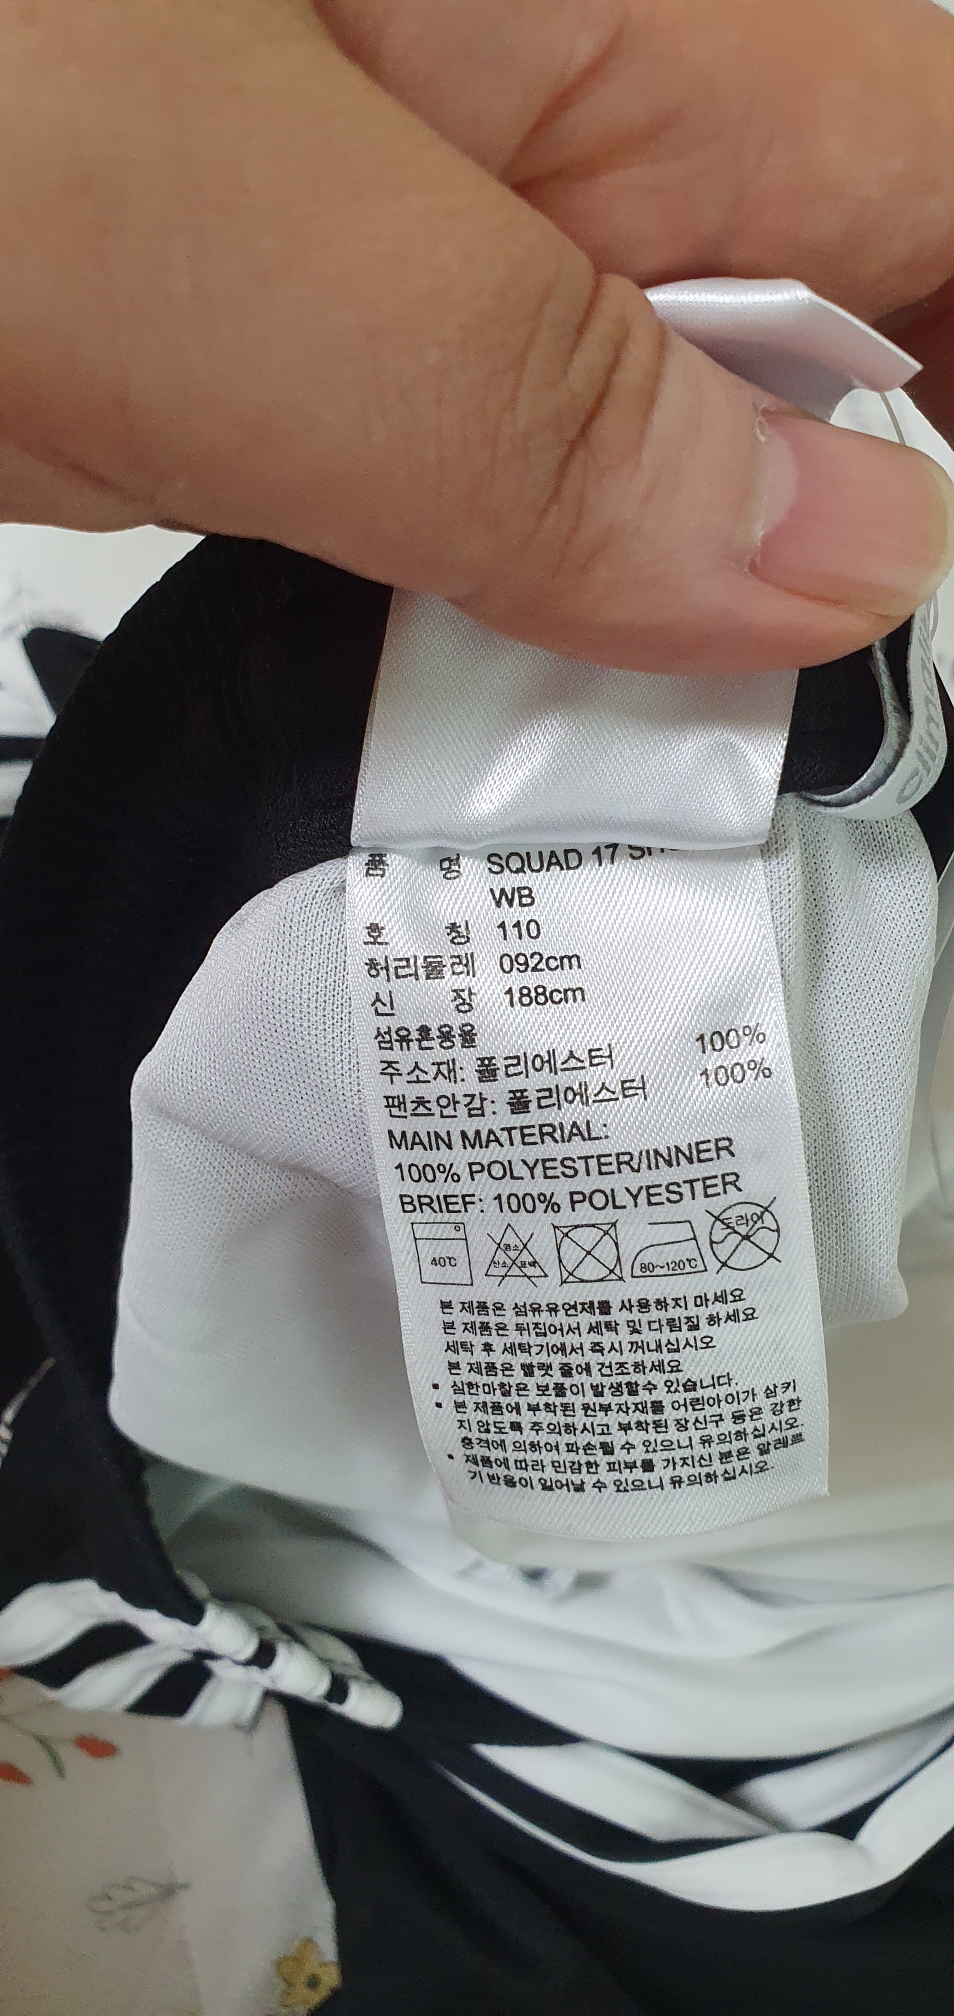 품 명 SQUAD 17
WB
호 칭 110
허리둘레 092cm
신 장 188cm
섬유혼용율
주소재: 폴리에스터 100%
팬츠안감: 폴리에스터 100%
MAIN MATERIAL:
100% POLYESTER/INNER
BRIEF: 100% POLYESTER
40℃
염소
산소 표백
80~120℃
드라이
본 제품은 섬유유연제를 사용하지 마세요
본 제품은 뒤집어서 세탁 및 다림질 하세요
세탁 후 세탁기에서 즉시 꺼내십시오
본 제품은 빨랫 줄에 건조하세요
• 심한마찰은 보풀이 발생할수 있습니다.
• 본 제품에 부착된 원부자재를 어린아이가 삼키
지 않도록 주의하시고 부착된 장신구 등은 강한
충격에 의하여 파손될 수 있으니 유의하십시오.
• 제품에 따라 민감한 피부를 가지신 분은 알레르
기 반응이 일어날 수 있으니 유의하십시오.